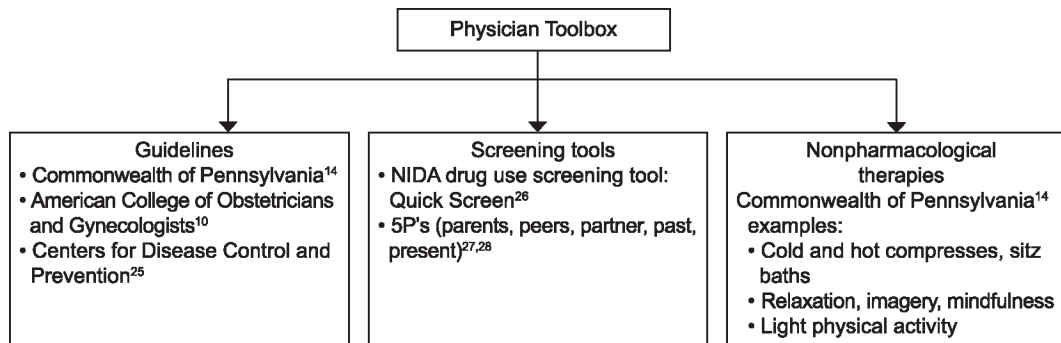 Physician Toolbox
Guidelines
• Commonwealth of Pennsylvania¹⁴
• American College of Obstetricians
and Gynecologists¹⁰
• Centers for Disease Control and
Prevention²⁵
Screening tools
• NIDA drug use screening tool:
Quick Screen²⁶
• 5P's (parents, peers, partner, past,
present)²⁷,²⁸
Nonpharmacological
therapies
Commonwealth of Pennsylvania¹⁴
examples:
• Cold and hot compresses, sitz
baths
• Relaxation, imagery, mindfulness
• Light physical activity